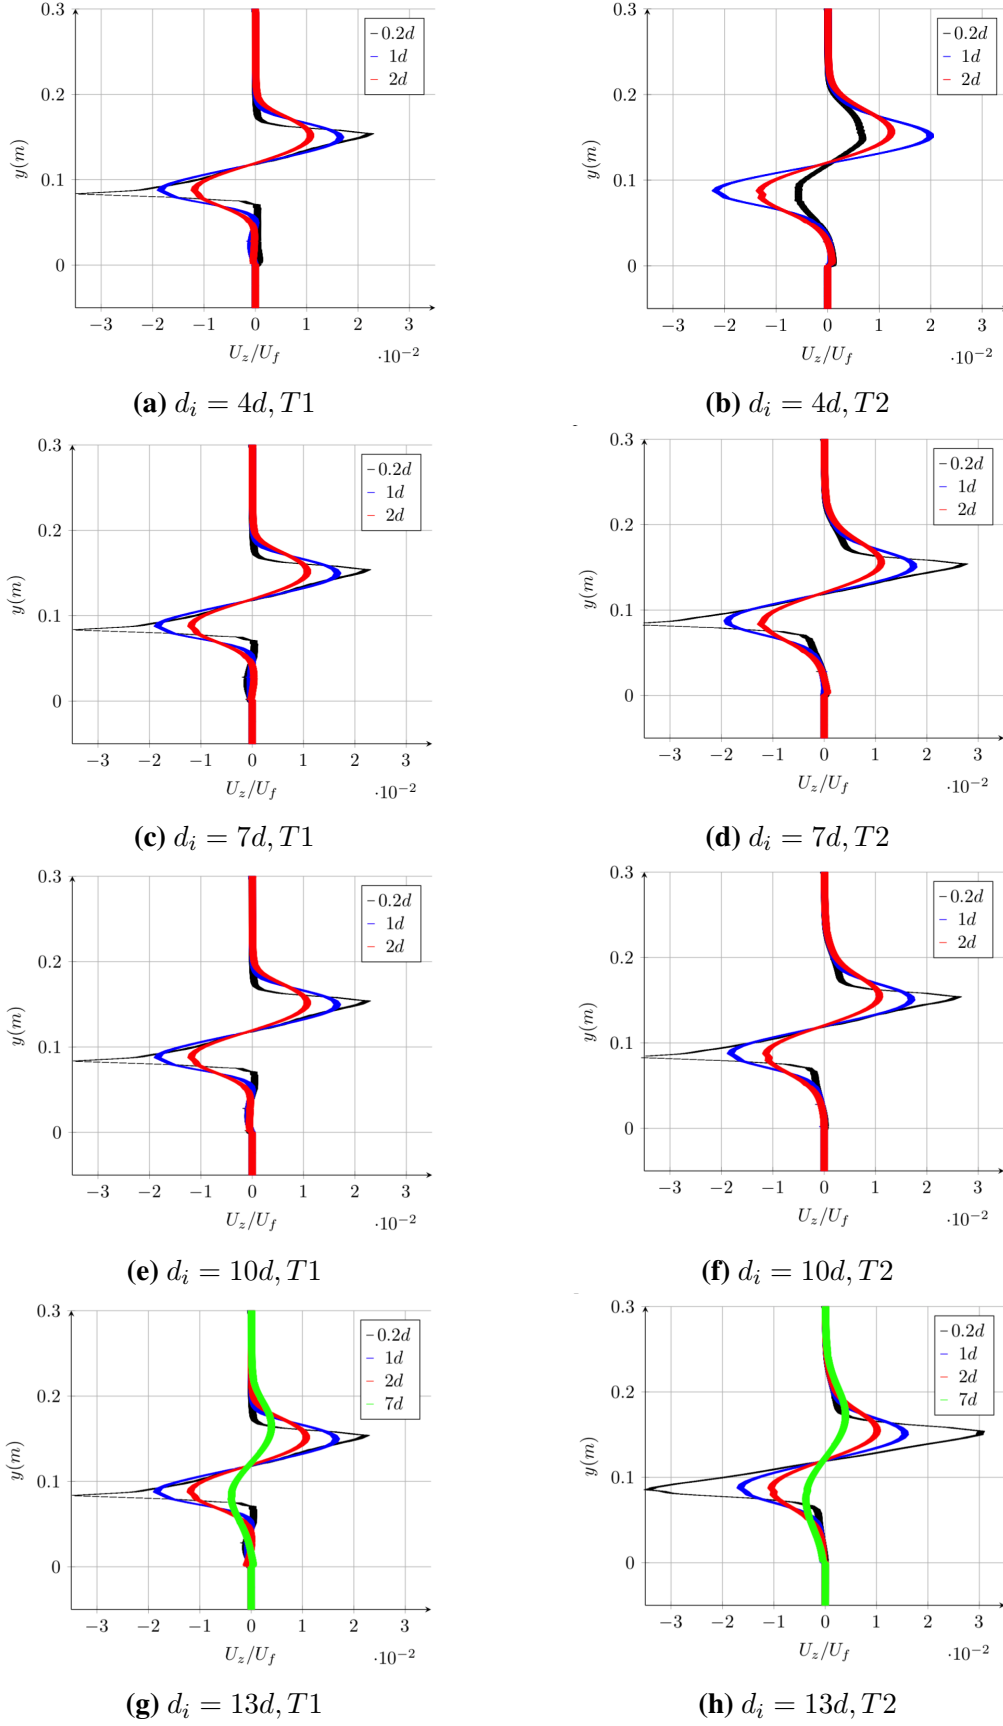 0.3
0.2
0.1
0
y(m)
−3 −2 −1 0 1 2 3
U_z/U_f
·10⁻²
0.2d
1d
2d
(a) d_i = 4d, T1
0.3
0.2
0.1
0
y(m)
−3 −2 −1 0 1 2 3
U_z/U_f
·10⁻²
0.2d
1d
2d
(b) d_i = 4d, T2
0.3
0.2
0.1
0
y(m)
−3 −2 −1 0 1 2 3
U_z/U_f
·10⁻²
0.2d
1d
2d
(c) d_i = 7d, T1
0.3
0.2
0.1
0
y(m)
−3 −2 −1 0 1 2 3
U_z/U_f
·10⁻²
0.2d
1d
2d
(d) d_i = 7d, T2
0.3
0.2
0.1
0
y(m)
−3 −2 −1 0 1 2 3
U_z/U_f
·10⁻²
0.2d
1d
2d
(e) d_i = 10d, T1
0.3
0.2
0.1
0
y(m)
−3 −2 −1 0 1 2 3
U_z/U_f
·10⁻²
0.2d
1d
2d
(f) d_i = 10d, T2
0.3
0.2
0.1
0
y(m)
−3 −2 −1 0 1 2 3
U_z/U_f
·10⁻²
0.2d
1d
2d
7d
(g) d_i = 13d, T1
0.3
0.2
0.1
0
y(m)
−3 −2 −1 0 1 2 3
U_z/U_f
·10⁻²
0.2d
1d
2d
7d
(h) d_i = 13d, T2